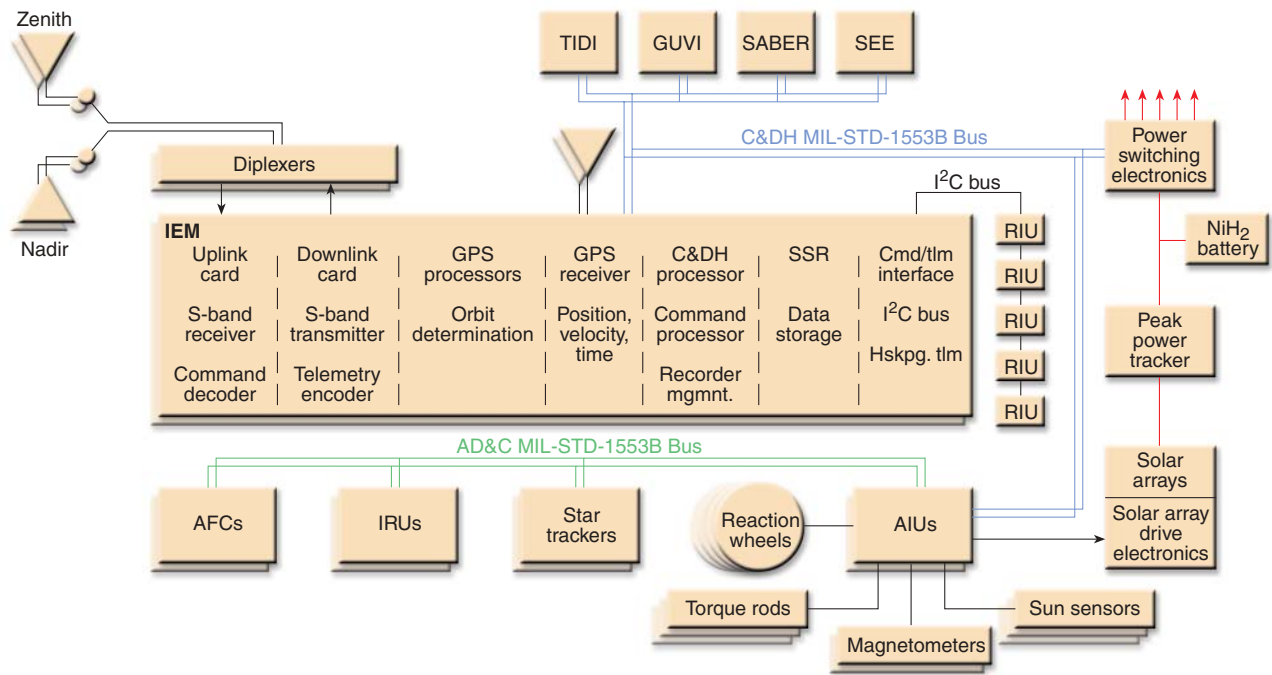 Zenith
TIDI
GUVI
SABER
SEE
C&DH MIL-STD-1553B Bus
Power
switching
electronics
Diplexers
I²C bus
Nadir
NiH₂
battery
IEM
Uplink
card
S-band
receiver
Command
decoder
Downlink
card
S-band
transmitter
Telemetry
encoder
GPS
processors
Orbit
determination
GPS
receiver
Position,
velocity,
time
C&DH
processor
Command
processor
Recorder
mgmnt.
SSR
Data
storage
Cmd/tlm
interface
I²C bus
Hskpg. tlm
RIU
RIU
RIU
RIU
RIU
Peak
power
tracker
AD&C MIL-STD-1553B Bus
AFCs
IRUs
Star
trackers
Reaction
wheels
AIUs
Solar
arrays
Solar array
drive
electronics
Torque rods
Magnetometers
Sun sensors